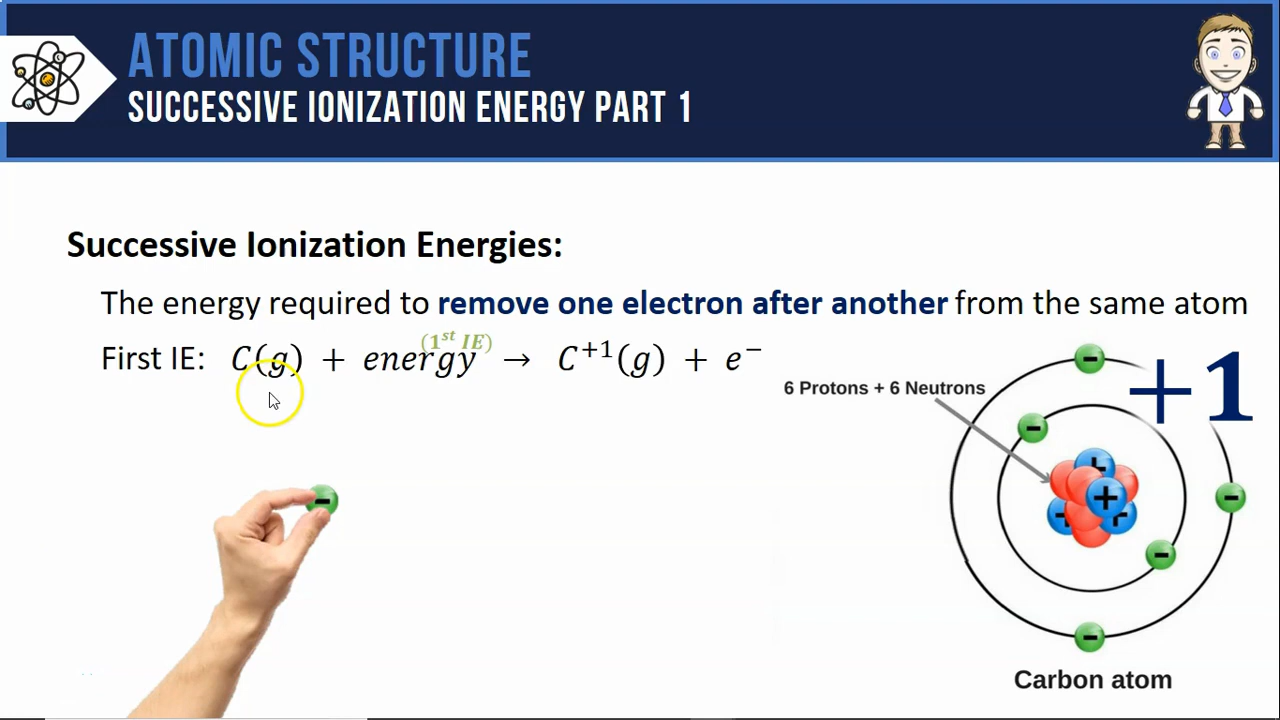 ATOMIC STRUCTURE
SUCCESSIVE IONIZATION ENERGY PART 1
Successive Ionization Energies:
The energy required to remove one electron after another from the same atom
(1ˢᵗ IE)
First IE: C(g) + energy → C⁺¹(g) + e⁻
+1
6 Protons + 6 Neutrons
Carbon atom